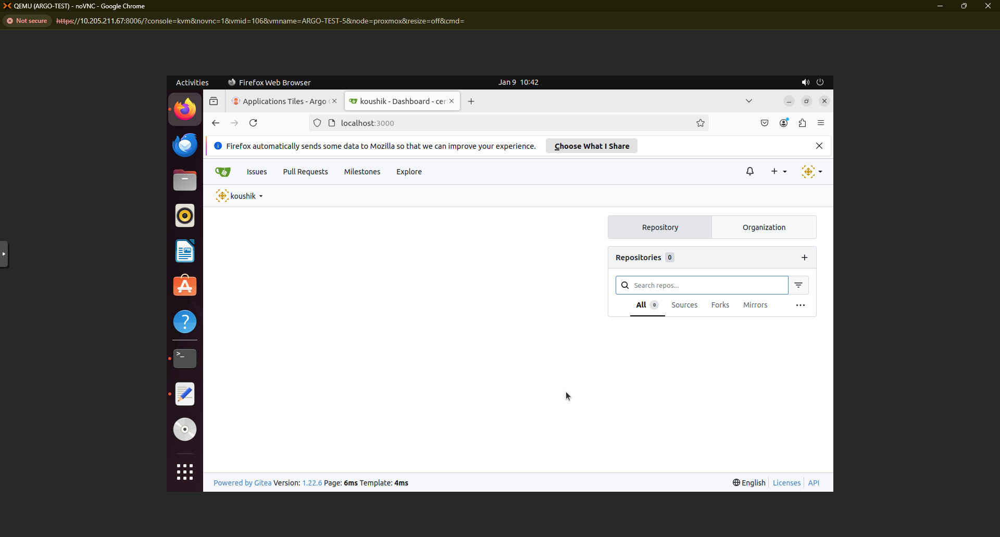 QEMU (ARGO-TEST) - noVNC - Google Chrome
Not secure https://10.205.211.67:8006/?console=kvm&novnc=1&vmid=106&vmname=ARGO-TEST-5&node=proxmox&resize=off&cmd=
Activities Firefox Web Browser Jan 9 10:42
Applications Tiles - Argo koushik - Dashboard - cer
localhost:3000
Firefox automatically sends some data to Mozilla so that we can improve your experience. Choose What I Share
Issues Pull Requests Milestones Explore
koushik
Repository Organization
Repositories 0
Search repos...
All 0 Sources Forks Mirrors
Powered by Gitea Version: 1.22.6 Page: 6ms Template: 4ms English Licenses API